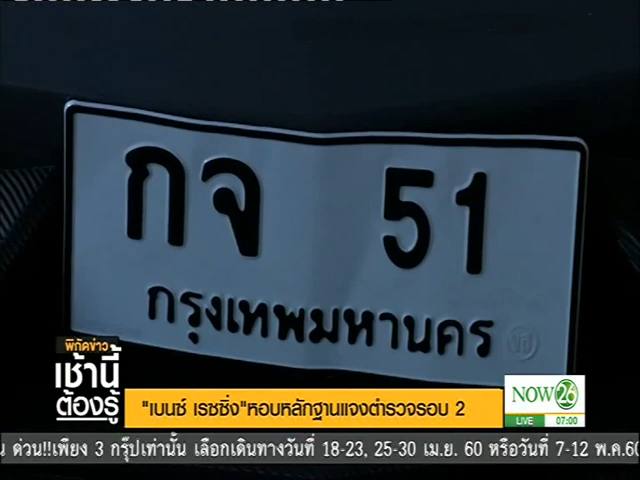 กจ 51
กรุงเทพมหานคร
พิกัดข่าว
เช้านี้
ต้องรู้
"เบนซ์ เรซซิ่ง"หอบหลักฐานแจงตำรวจรอบ 2
NOW26
LIVE 07:00
น ด่วน!!เพียง 3 กรุ๊ปเท่านั้น เลือกเดินทางวันที่ 18-23, 25-30 เม.ย. 60 หรือวันที่ 7-12 พ.ค.60